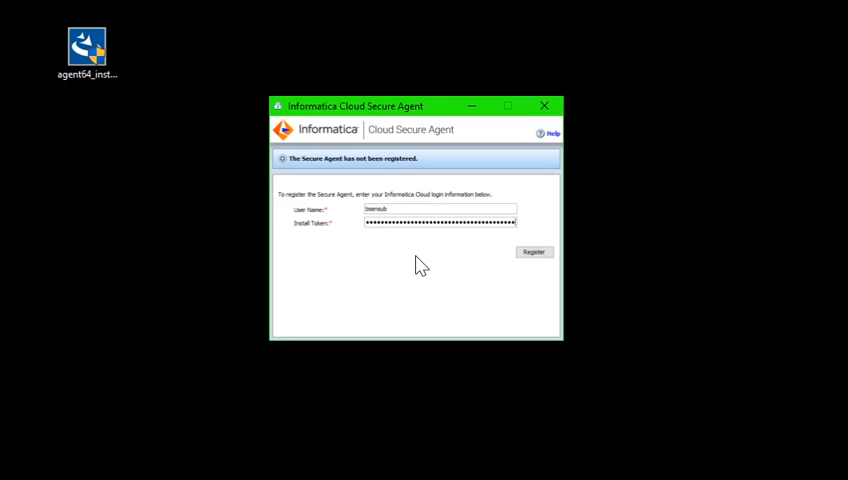 agent64_inst...
Informatica Cloud Secure Agent
Informatica Cloud Secure Agent
Help
The Secure Agent has not been registered.
To register the Secure Agent, enter your Informatica Cloud login information below.
User Name:*
Install Token:*
Register